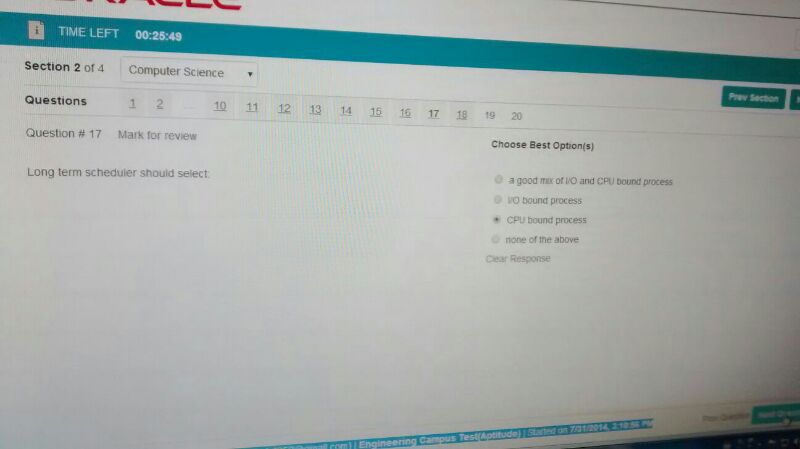 ORACLE
TIME LEFT 00:25:49
Section 2 of 4 Computer Science
Prev Section
Questions 1 2 ... 10 11 12 13 14 15 16 17 18 19 20
Question # 17 Mark for review
Choose Best Option(s)
Long term scheduler should select:
a good mix of I/O and CPU bound process
I/O bound process
CPU bound process
none of the above
Clear Response
Prev Question Next Question
@gmail.com) | Engineering Campus Test(Aptitude) | Started on 7/31/2014, 3:10:56 PM